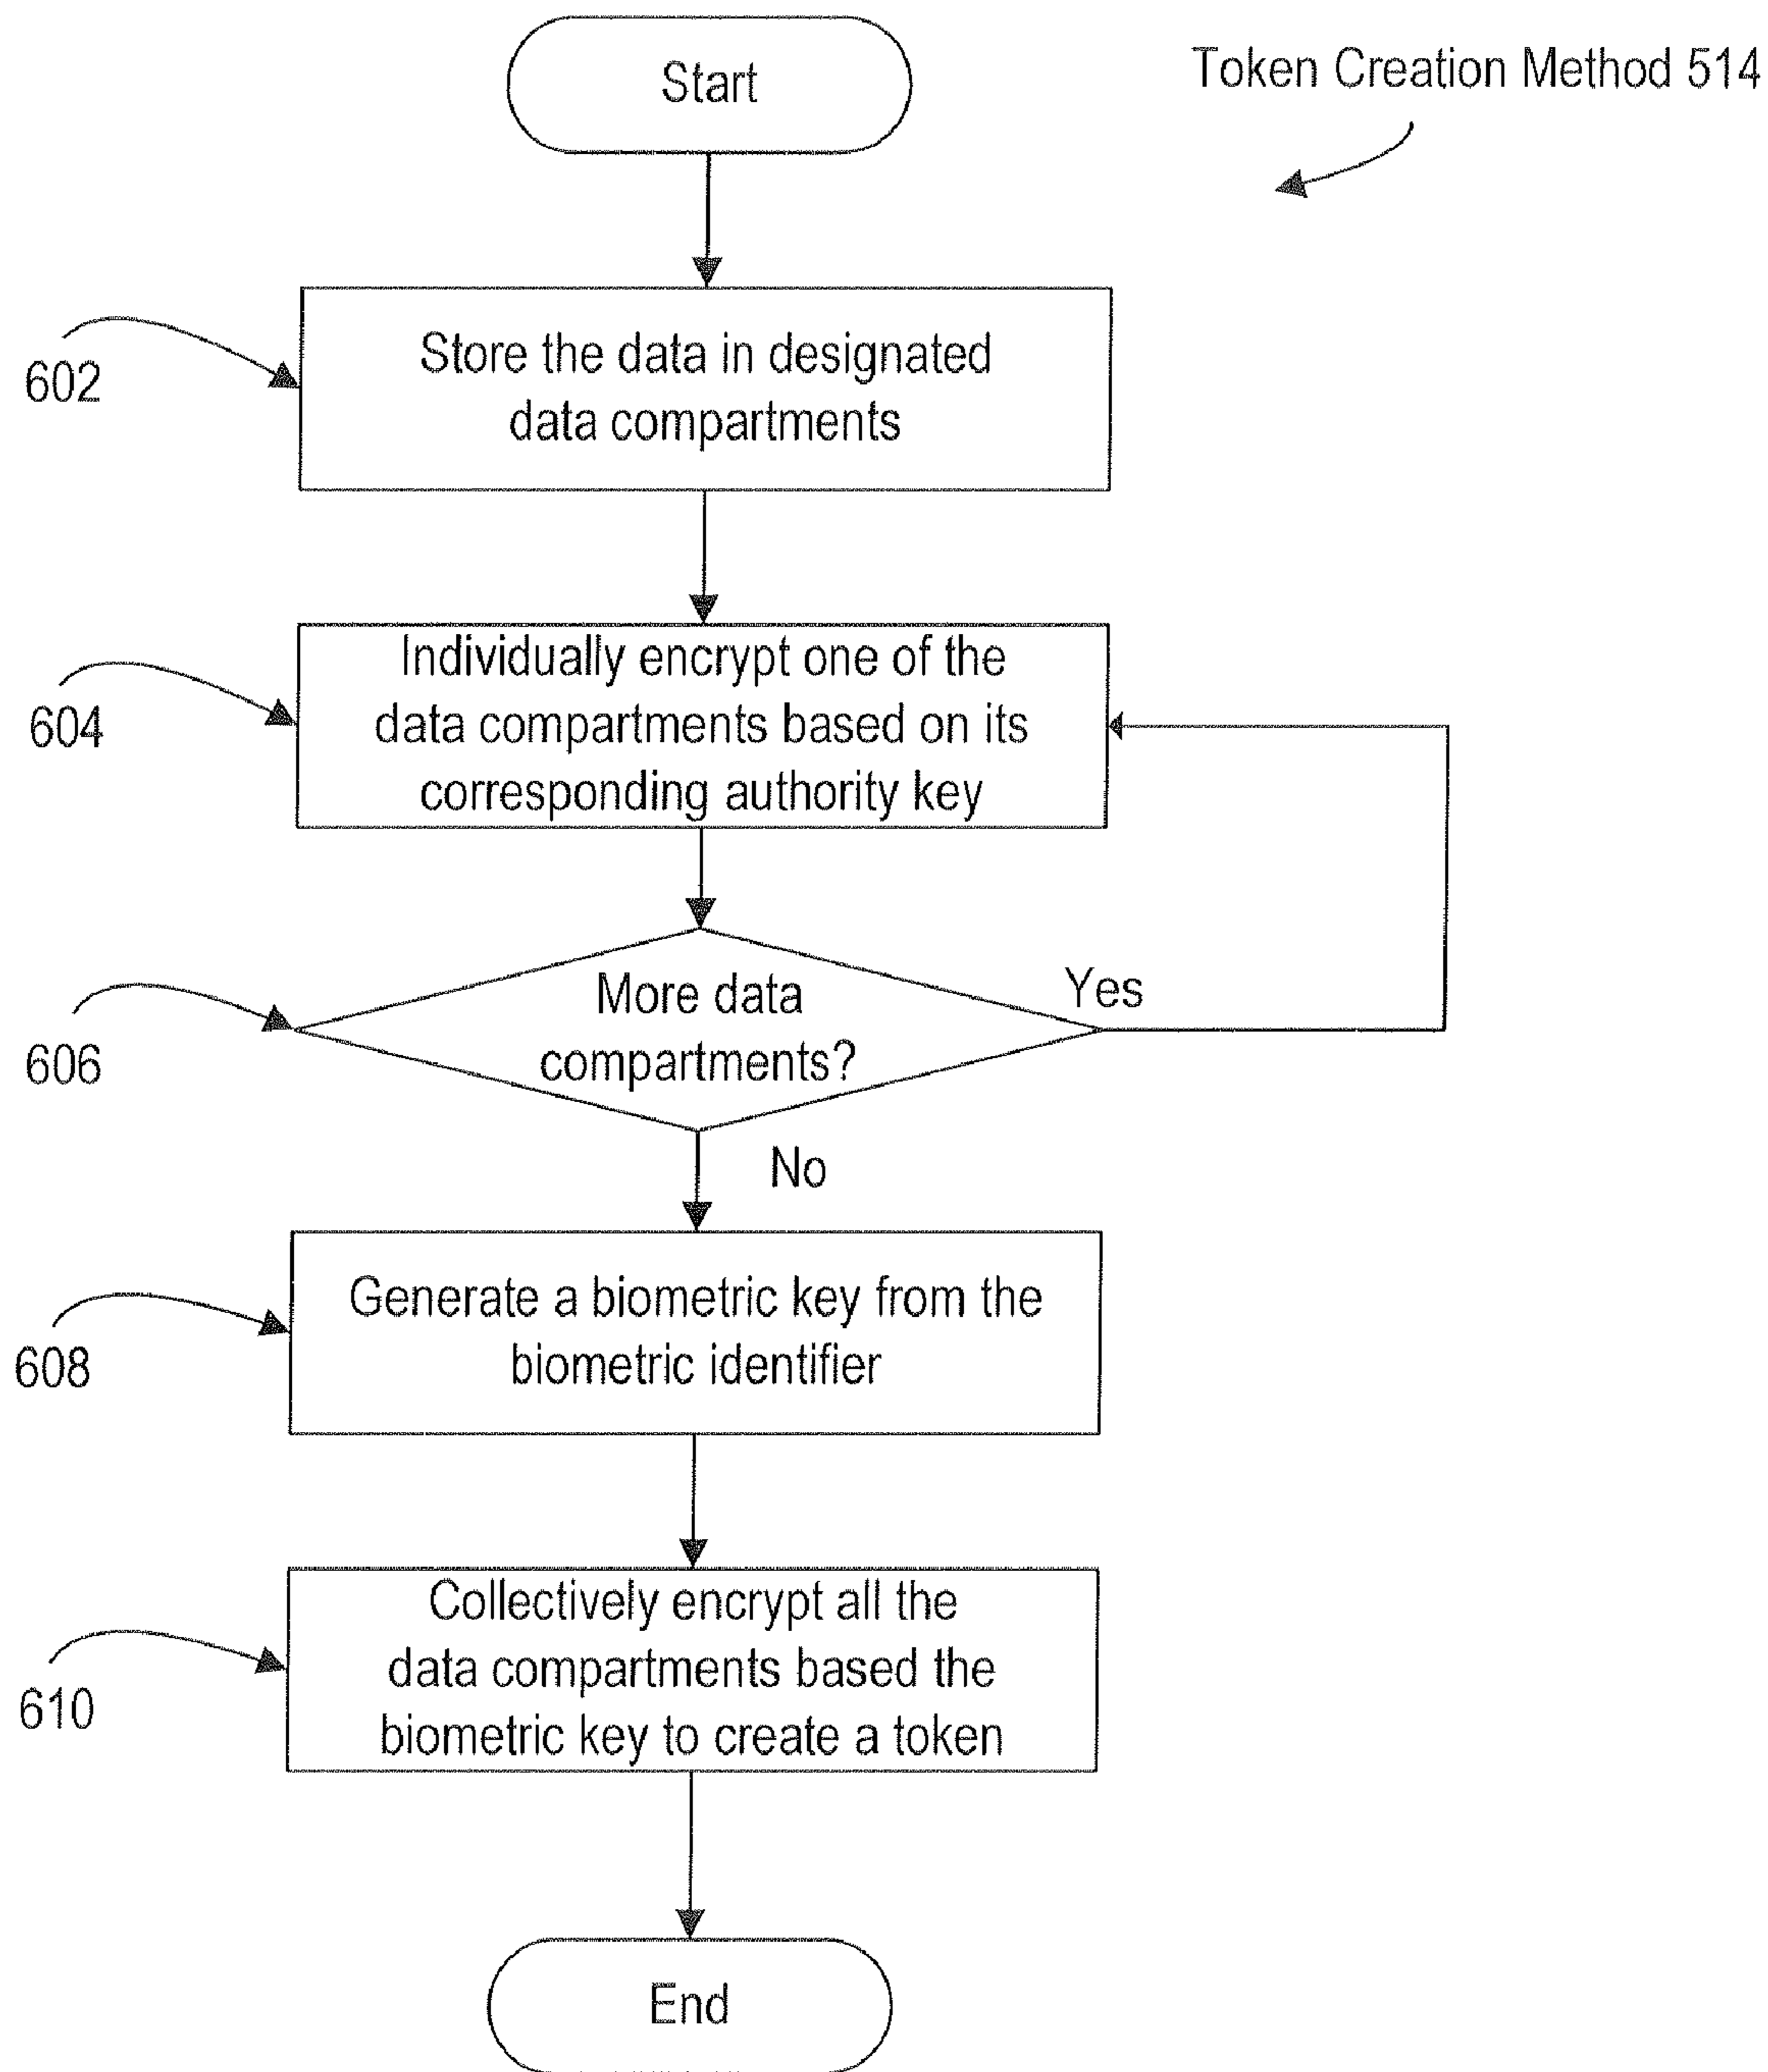 Start
Token Creation Method 514
602
Store the data in designated
data compartments
604
Individually encrypt one of the
data compartments based on its
corresponding authority key
606
More data
compartments?
Yes
No
608
Generate a biometric key from the
biometric identifier
610
Collectively encrypt all the
data compartments based the
biometric key to create a token
End